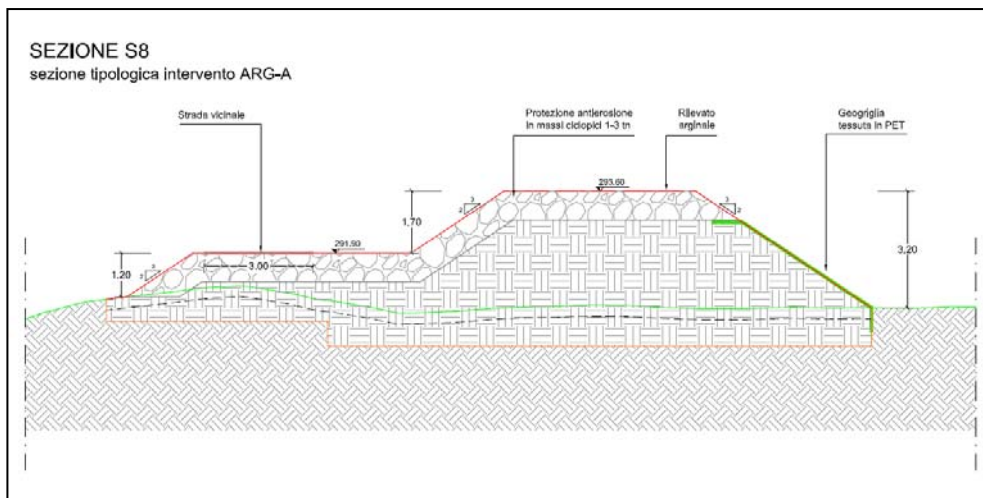 SEZIONE S8
sezione tipologica intervento ARG-A
Strada vicinale
Protezione antierosione
in massi ciclopici 1-3 tn
Rilevato
arginale
Geogriglia
tessuta in PET
293.60
3
2
3
2
1,70
3,20
291.90
1,20
3.00
3
2